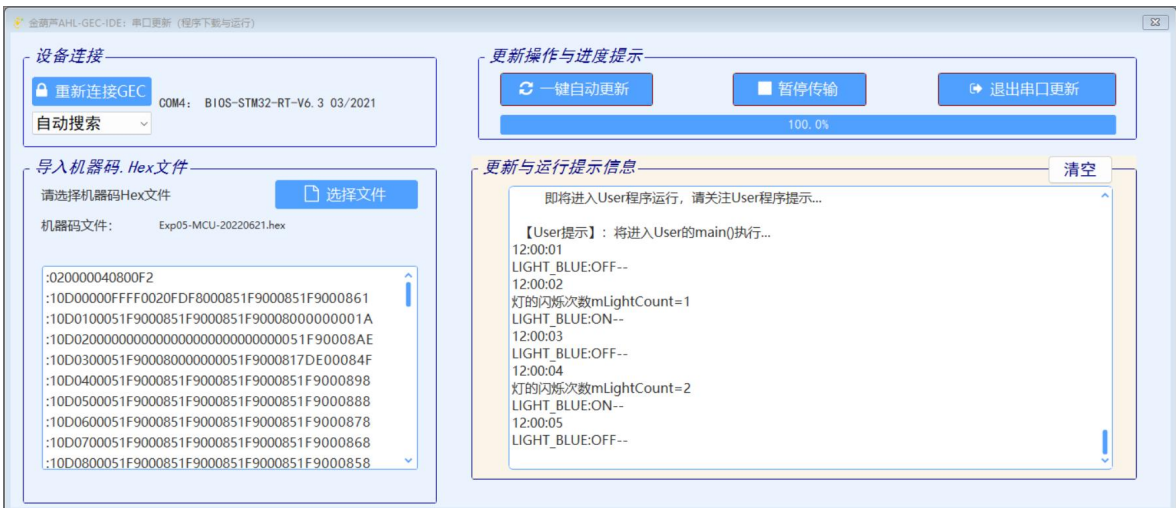 金葫芦AHL-GEC-IDE: 串口更新 (程序下载与运行)
设备连接
重新连接GEC
COM4: BIOS-STM32-RT-V6.3 03/2021
自动搜索
更新操作与进度提示
一键自动更新
暂停传输
退出串口更新
100.0%
导入机器码.Hex文件
请选择机器码Hex文件
选择文件
机器码文件:
Exp05-MCU-20220621.hex
:020000040800F2
:10D00000FFFF0020FDF8000851F9000851F9000861
:10D0100051F9000851F9000851F90008000000001A
:10D02000000000000000000000000000051F90008AE
:10D0300051F900080000000051F9000817DE00084F
:10D0400051F9000851F9000851F9000851F9000898
:10D0500051F9000851F9000851F9000851F9000888
:10D0600051F9000851F9000851F9000851F9000878
:10D0700051F9000851F9000851F9000851F9000868
:10D0800051F9000851F9000851F9000851F9000858
更新与运行提示信息
清空
即将进入User程序运行，请关注User程序提示...
【User提示】: 将进入User的main()执行...
12:00:01
LIGHT_BLUE:OFF--
12:00:02
灯的闪烁次数mLightCount=1
LIGHT_BLUE:ON--
12:00:03
LIGHT_BLUE:OFF--
12:00:04
灯的闪烁次数mLightCount=2
LIGHT_BLUE:ON--
12:00:05
LIGHT_BLUE:OFF--